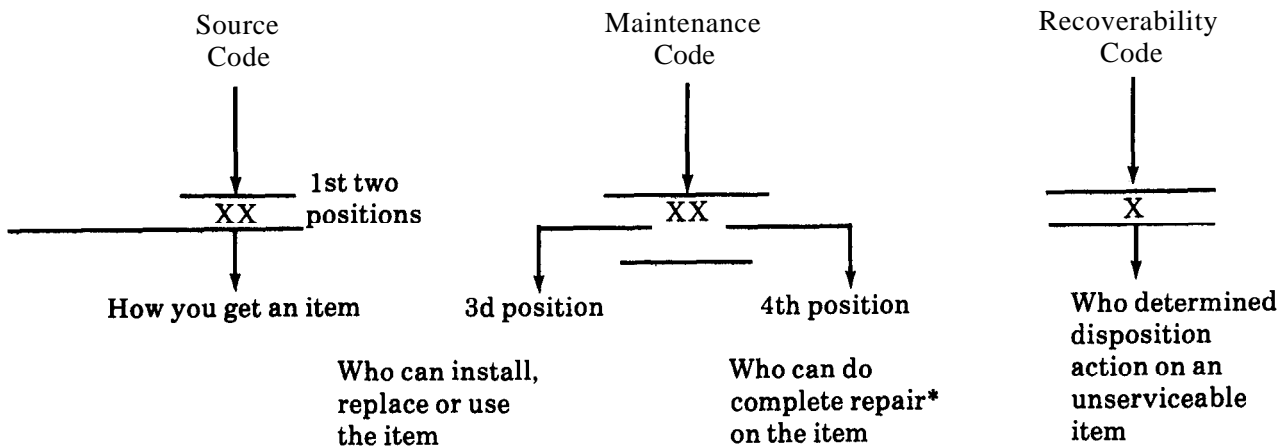 Source
Code
Maintenance
Code
Recoverability
Code
1st two
positions
XX
XX
X
How you get an item
3d position
4th position
Who can install,
replace or use
the item
Who can do
complete repair*
on the item
Who determined
disposition
action on an
unserviceable
item